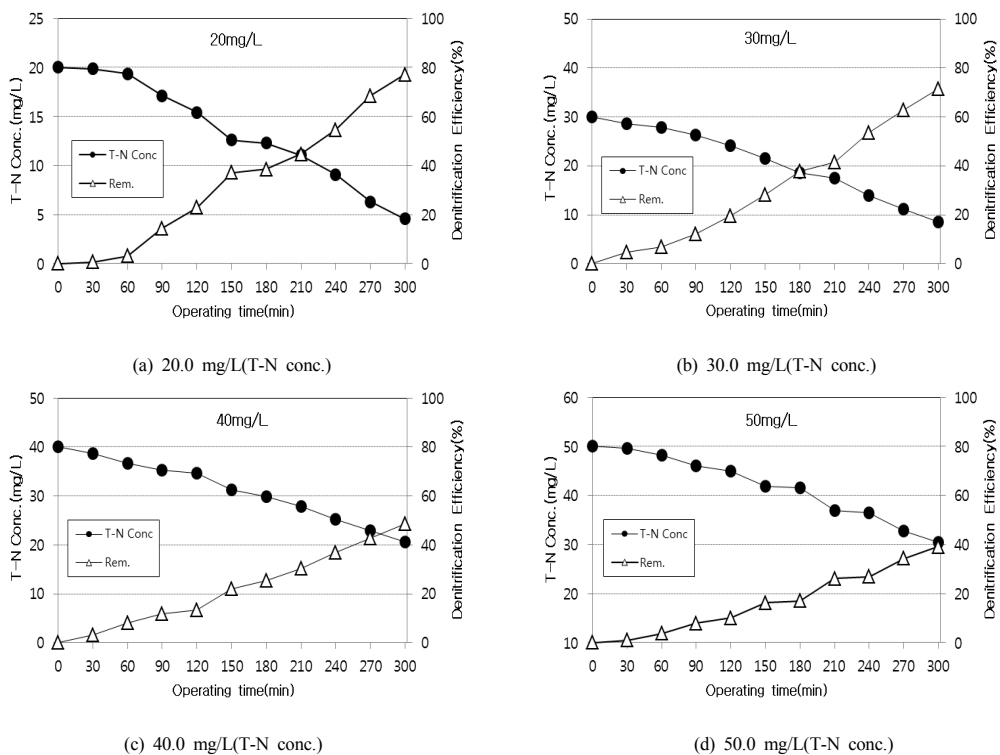 25
20
15
10
5
0
T-N Conc.(mg/L)
20mg/L
T-N Conc
Rem.
100
80
60
40
20
0
Denitrification Efficiency(%)
0 30 60 90 120 150 180 210 240 270 300
Operating time(min)
(a) 20.0 mg/L(T-N conc.)
50
40
30
20
10
0
T-N Conc.(mg/L)
30mg/L
T-N Conc
Rem.
100
80
60
40
20
0
Denitrification Efficiency(%)
0 30 60 90 120 150 180 210 240 270 300
Operating time(min)
(b) 30.0 mg/L(T-N conc.)
50
40
30
20
10
0
T-N Conc.(mg/L)
40mg/L
T-N Conc
Rem.
100
80
60
40
20
0
Denitrification Efficiency(%)
0 30 60 90 120 150 180 210 240 270 300
Operating time(min)
(c) 40.0 mg/L(T-N conc.)
60
50
40
30
20
10
T-N Conc.(mg/L)
50mg/L
T-N Conc
Rem.
100
80
60
40
20
0
Denitrification Efficiency(%)
0 30 60 90 120 150 180 210 240 270 300
Operating time(min)
(d) 50.0 mg/L(T-N conc.)